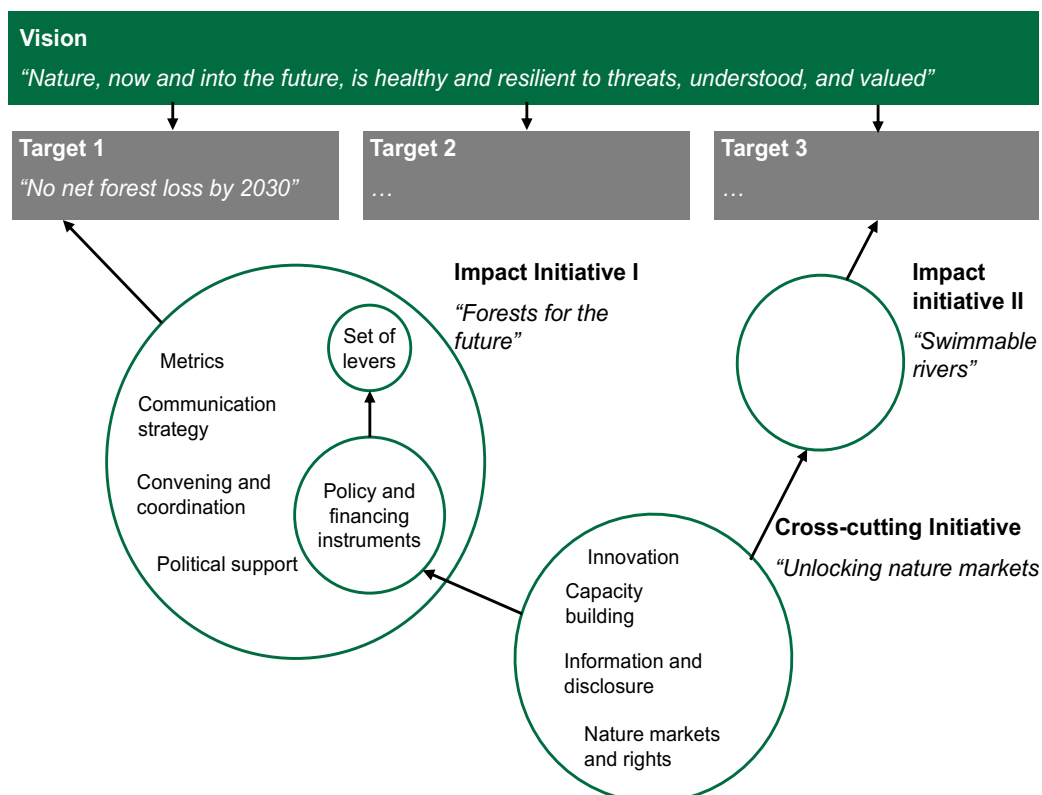 Vision
“Nature, now and into the future, is healthy and resilient to threats, understood, and valued”
Target 1
“No net forest loss by 2030”
Target 2
…
Target 3
…
Impact Initiative I
“Forests for the
future”
Set of
levers
Metrics
Communication
strategy
Convening and
coordination
Political support
Policy and
financing
instruments
Impact
initiative II
“Swimmable
rivers”
Cross-cutting Initiative
“Unlocking nature markets
Innovation
Capacity
building
Information and
disclosure
Nature markets
and rights